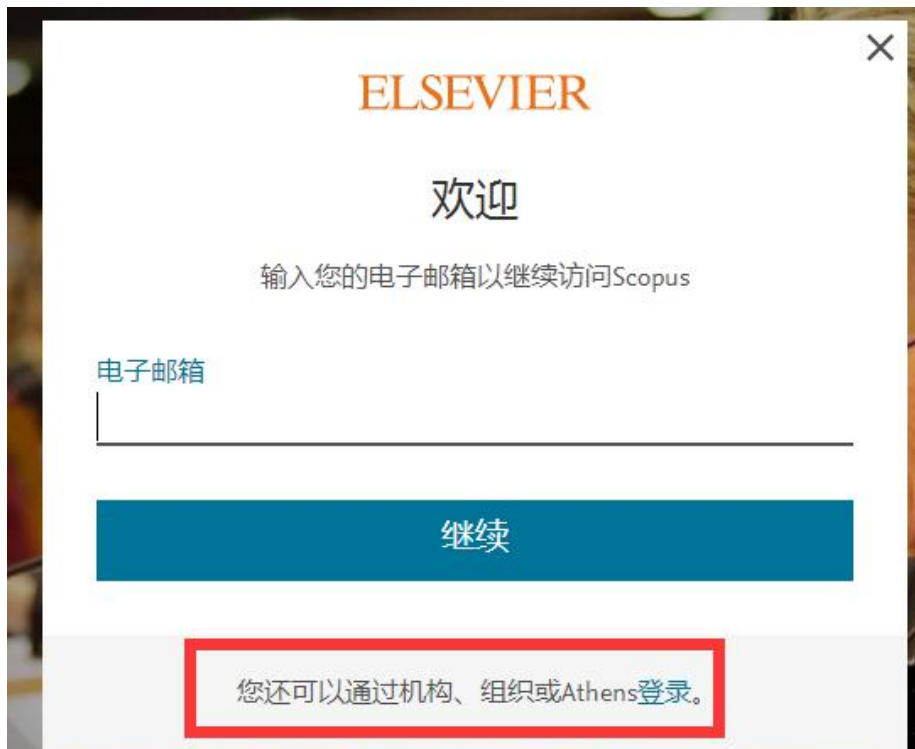 ELSEVIER
欢迎
输入您的电子邮箱以继续访问Scopus
电子邮箱
继续
您还可以通过机构、组织或Athens登录。